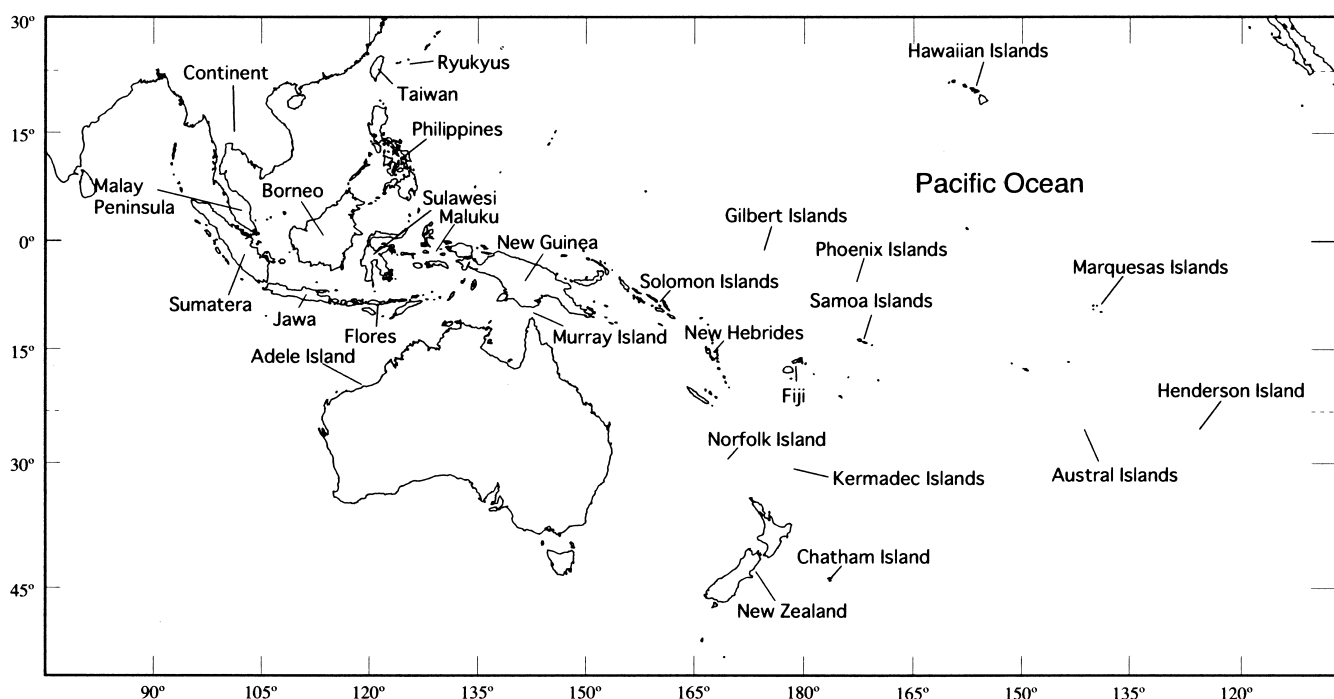 30°
Hawaiian Islands
Ryukyus
Continent
Taiwan
15°
Philippines
Malay
Peninsula
Borneo
Sulawesi
Maluku
Pacific Ocean
Gilbert Islands
0°
New Guinea
Phoenix Islands
Marquesas Islands
Solomon Islands
Samoa Islands
Sumatera
Jawa
Flores
Murray Island
New Hebrides
15°
Adele Island
Fiji
Henderson Island
Norfolk Island
30°
Kermadec Islands
Austral Islands
Chatham Island
45°
New Zealand
90° 105° 120° 135° 150° 165° 180° 165° 150° 135° 120°